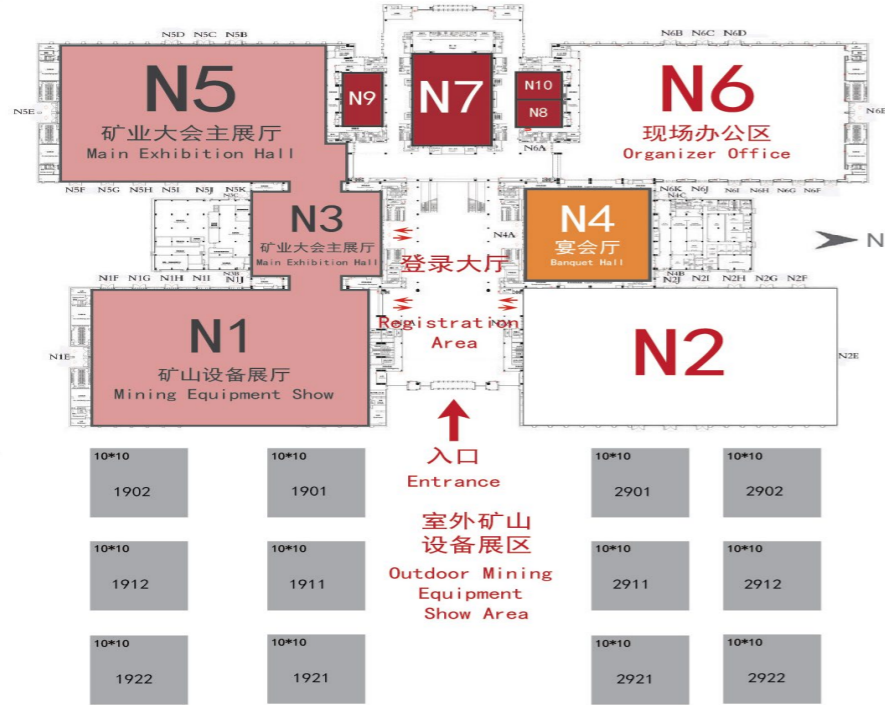 N5D N5C N5B
N6B N6C N6D
N5
矿业大会主展厅
Main Exhibition Hall
N5E
N9
N7
N10
N8
N6
现场办公区
Organizer Office
N6A
N5F N5G N5H N5I N5J N5K
N6K N6J N6I N6H N6G N6F
N3
矿业大会主展厅
Main Exhibition Hall
N4A
N4
宴会厅
Banquet Hall
N
登录大厅
Registration
Area
N3B
N4B
N1F N1G N1H N1I N1J
N2J N2I N2H N2G N2F
N1
矿山设备展厅
Mining Equipment Show
N1E
N2
N2E
入口
Entrance
室外矿山
设备展区
Outdoor Mining
Equipment
Show Area
10*10
1902
10*10
1901
10*10
2901
10*10
2902
10*10
1912
10*10
1911
10*10
2911
10*10
2912
10*10
1922
10*10
1921
10*10
2921
10*10
2922